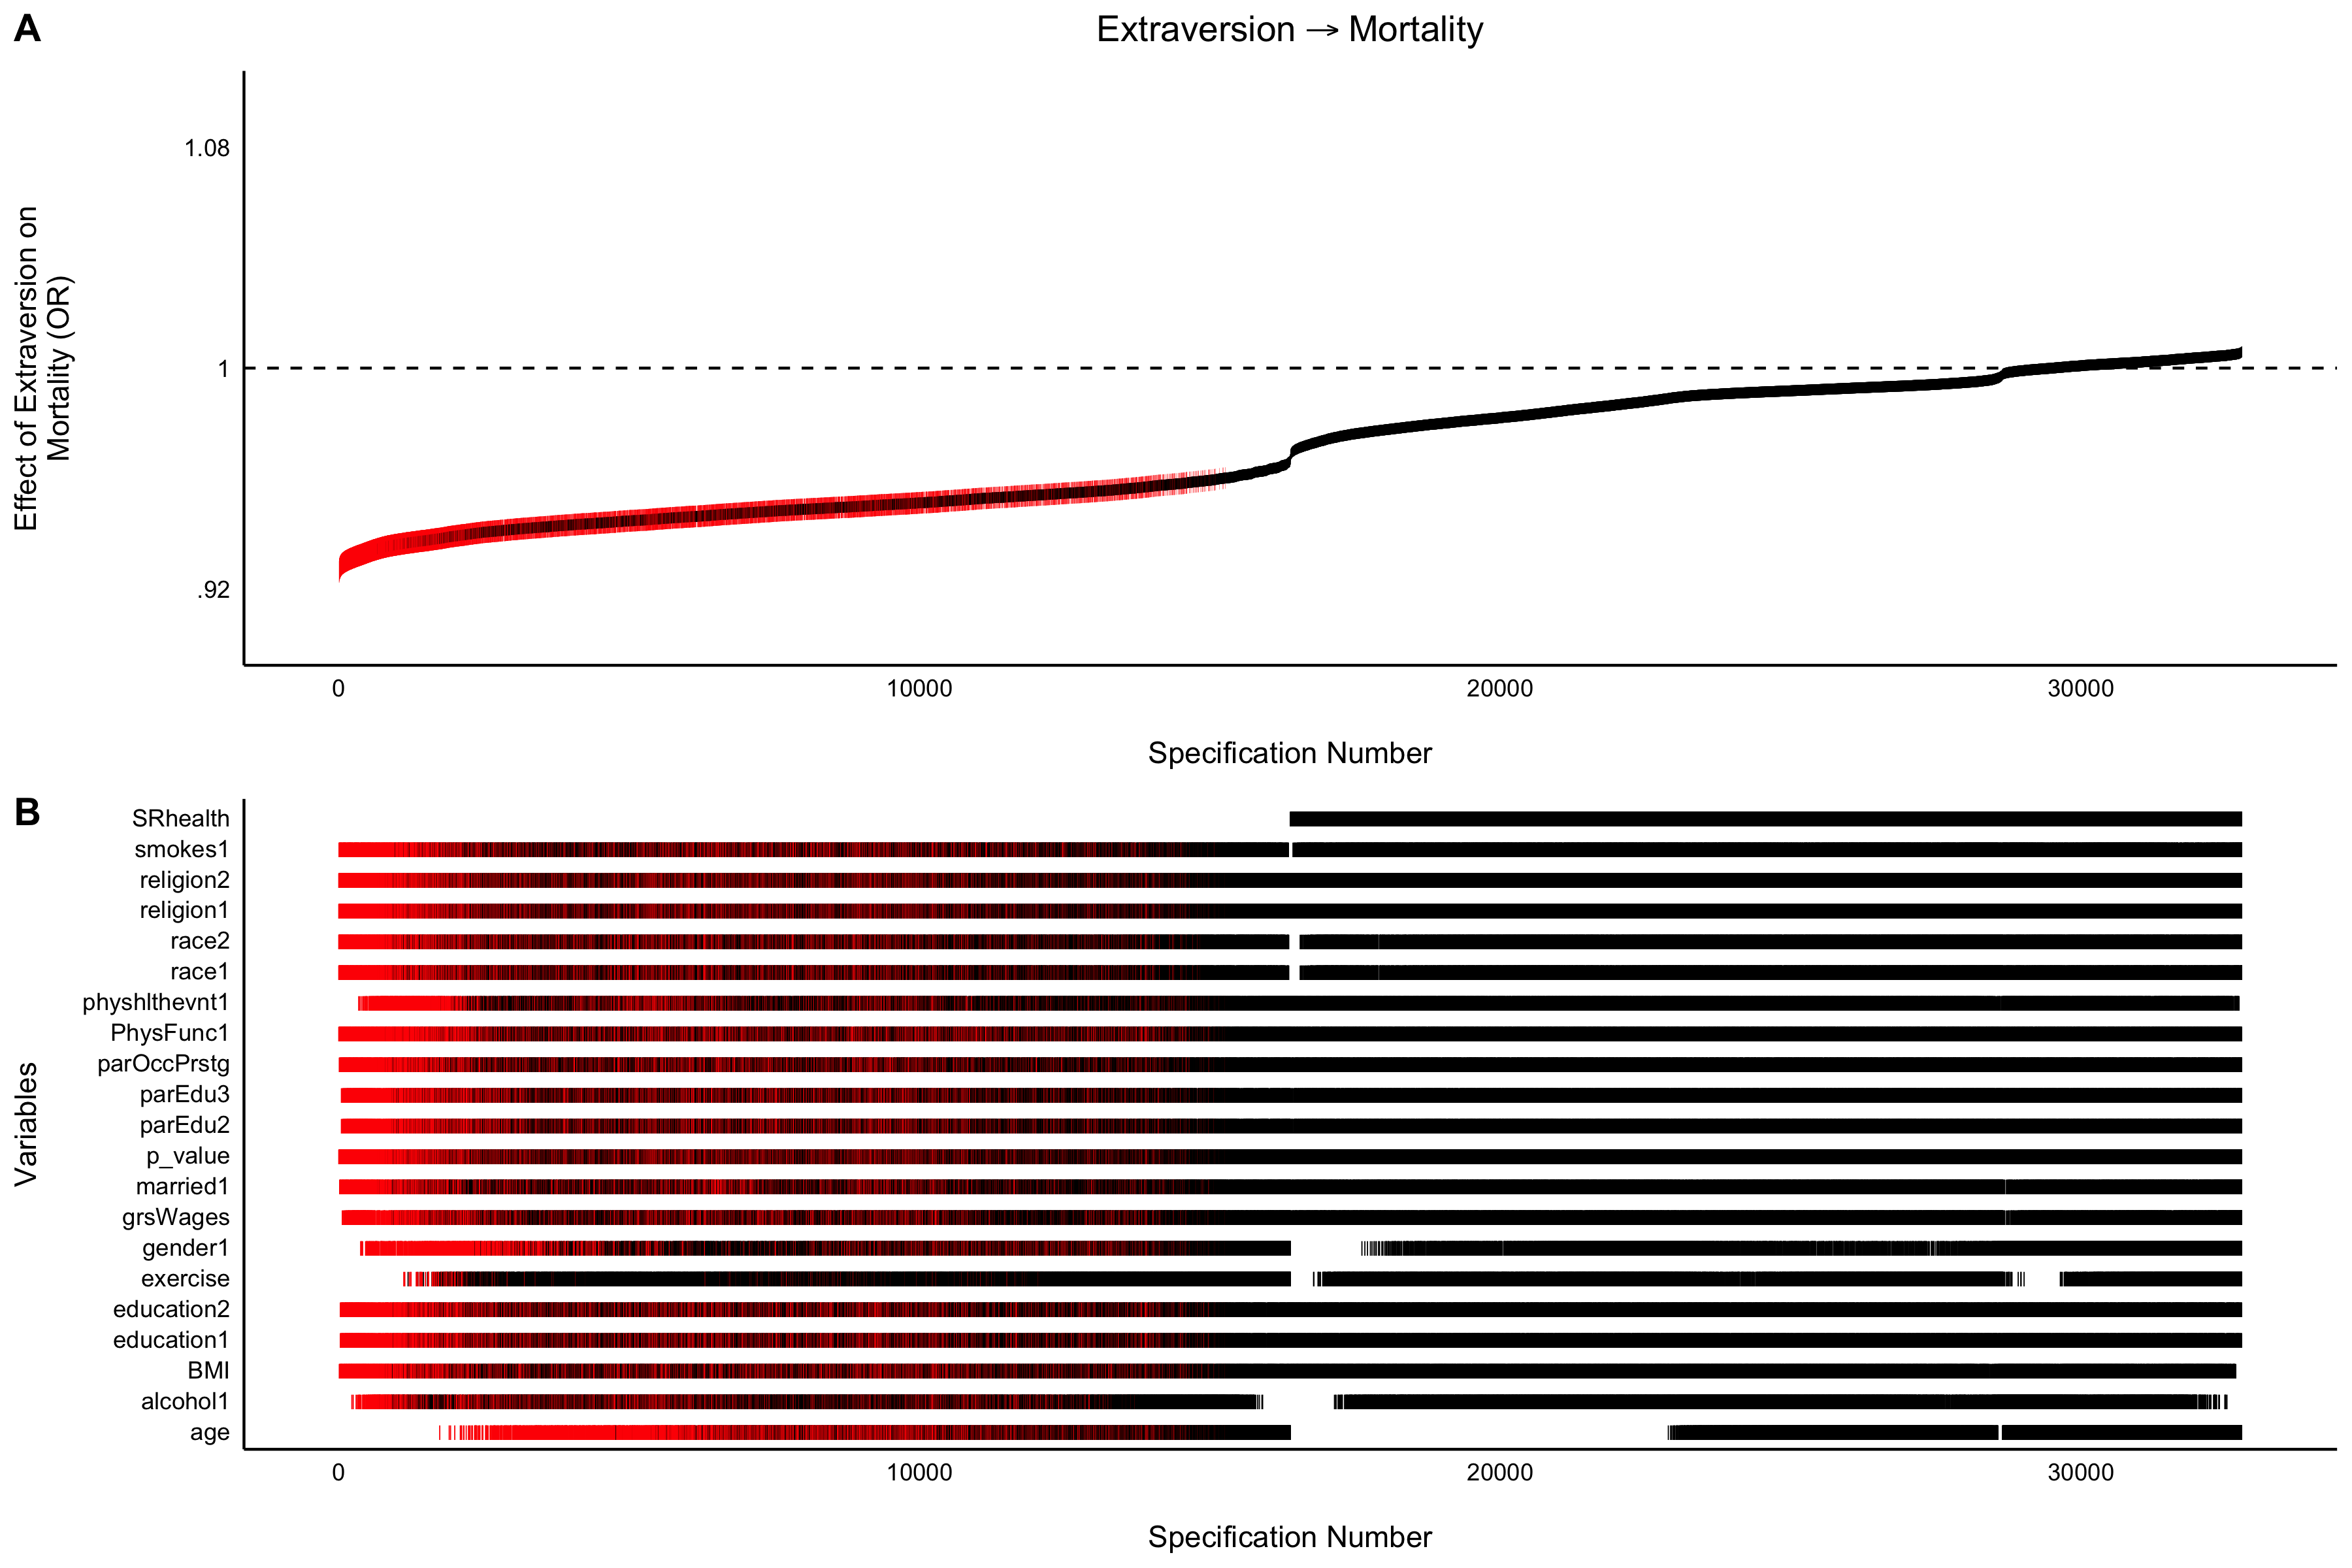 A
Extraversion → Mortality
Effect of Extraversion on
Mortality (OR)
1.08
1
.92
0 10000 20000 30000
Specification Number
B
Variables
SRhealth
smokes1
religion2
religion1
race2
race1
physhlthevnt1
PhysFunc1
parOccPrstg
parEdu3
parEdu2
p_value
married1
grsWages
gender1
exercise
education2
education1
BMI
alcohol1
age
0 10000 20000 30000
Specification Number